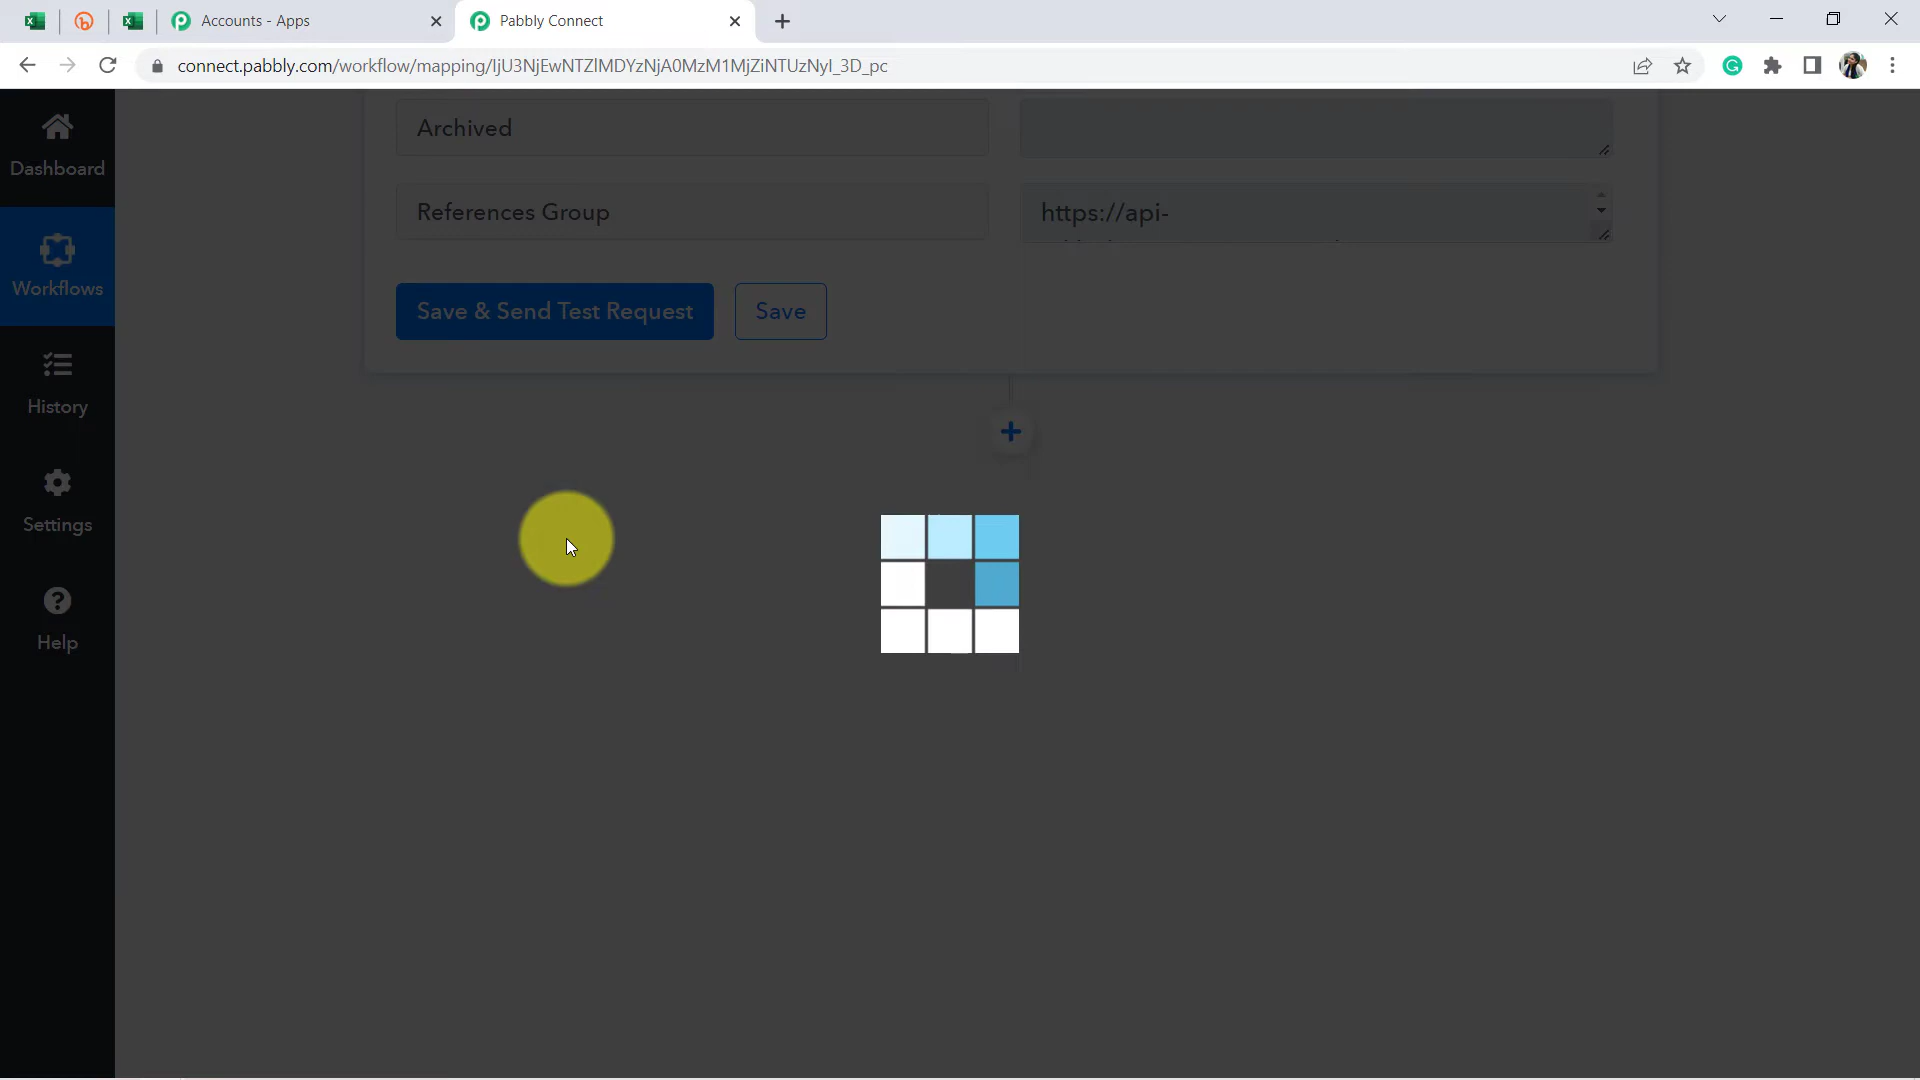 Accounts - Apps
Pabbly Connect
connect.pabbly.com/workflow/mapping/IjU3NjEwNTZlMDYzNjA0MzM1MjZiNTUzNyI_3D_pc
Dashboard
Workflows
History
Settings
Help
Archived
References Group
https://api-
Save & Send Test Request
Save